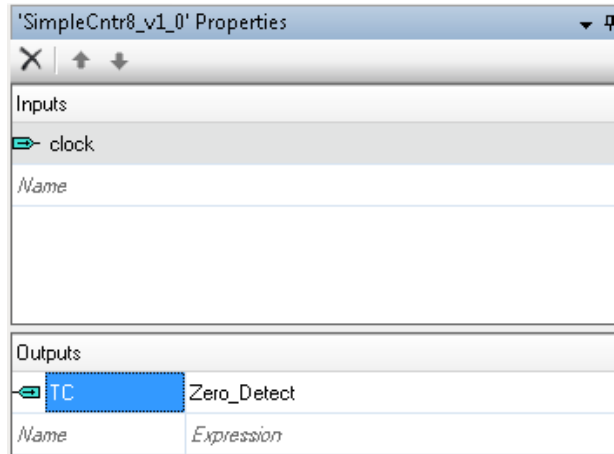 'SimpleCntr8_v1_0' Properties
Inputs
clock
Name
Outputs
TC Zero_Detect
Name Expression